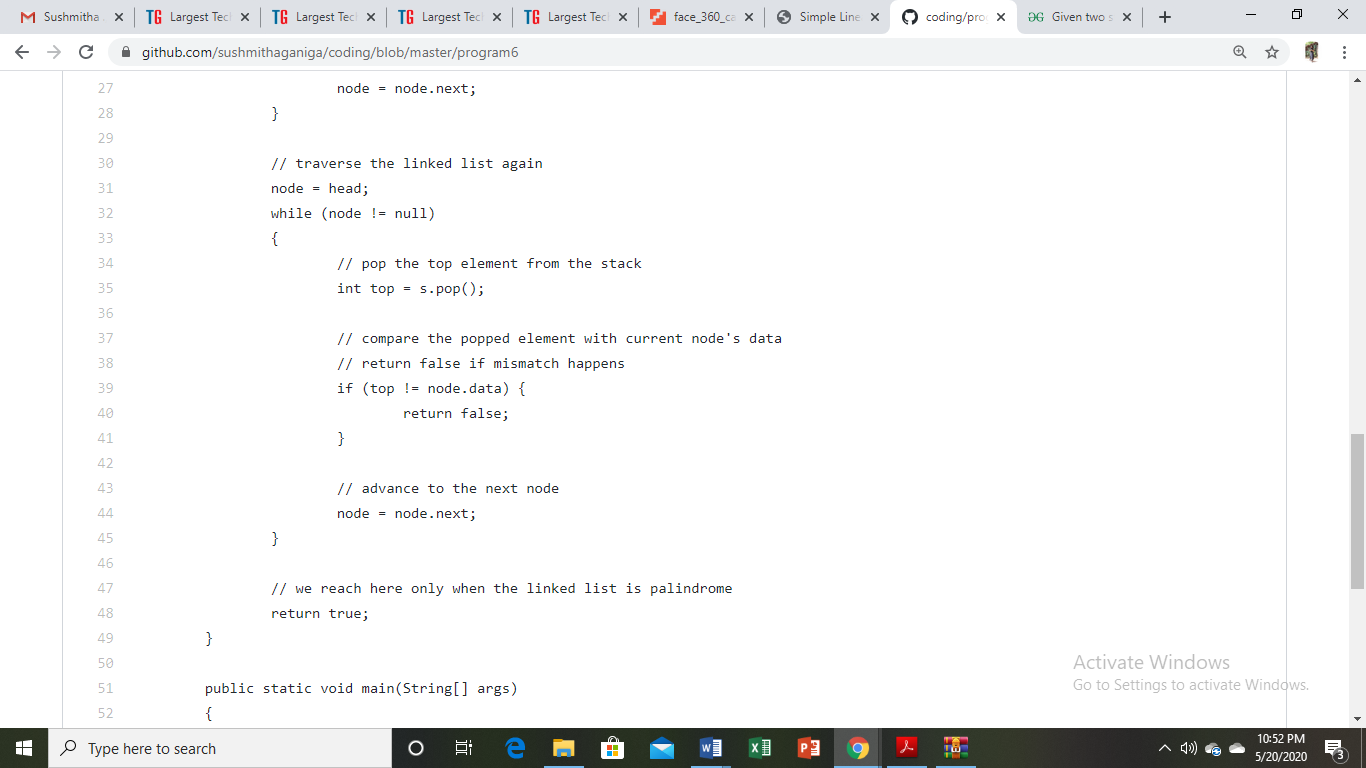 Sushmitha
Largest Tec
Largest Tec
Largest Tec
Largest Tec
face_360_ca
Simple Line
coding/pro
Given two s
github.com/sushmithaganiga/coding/blob/master/program6
27 node = node.next;
28 }
29
30 // traverse the linked list again
31 node = head;
32 while (node != null)
33 {
34 // pop the top element from the stack
35 int top = s.pop();
36
37 // compare the popped element with current node's data
38 // return false if mismatch happens
39 if (top != node.data) {
40 return false;
41 }
42
43 // advance to the next node
44 node = node.next;
45 }
46
47 // we reach here only when the linked list is palindrome
48 return true;
49 }
50
51 public static void main(String[] args)
52 {
Activate Windows
Go to Settings to activate Windows.
Type here to search
10:52 PM
5/20/2020
3